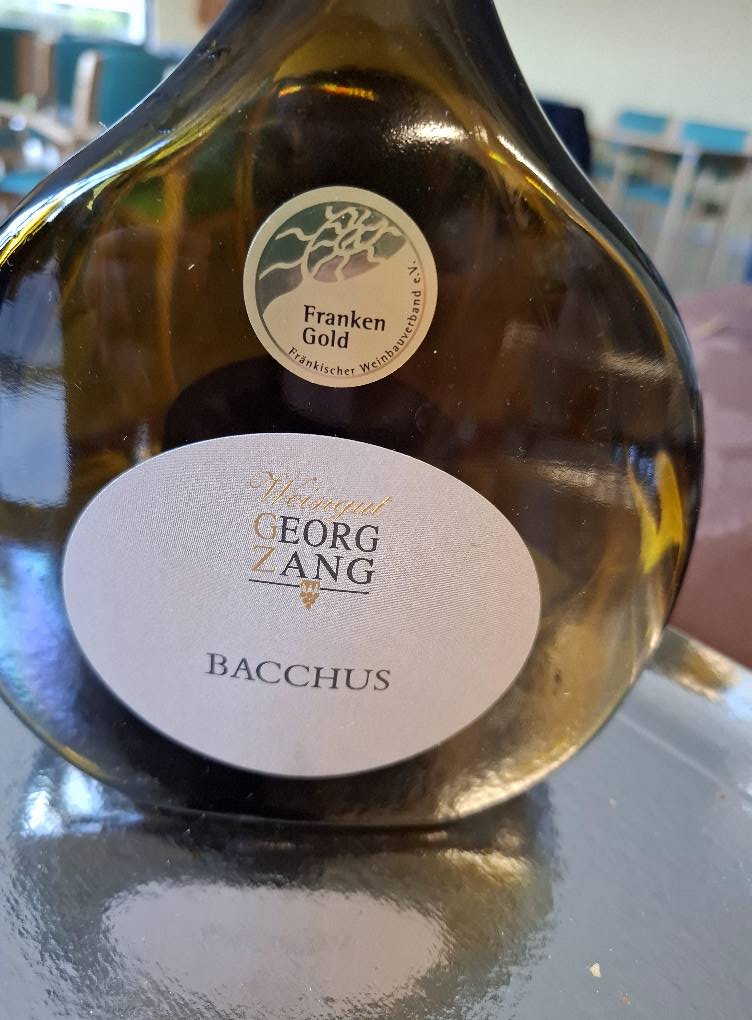 Franken
Gold
Fränkischer Weinbauverband e.V.
Weingut
GEORG
ZANG
BACCHUS